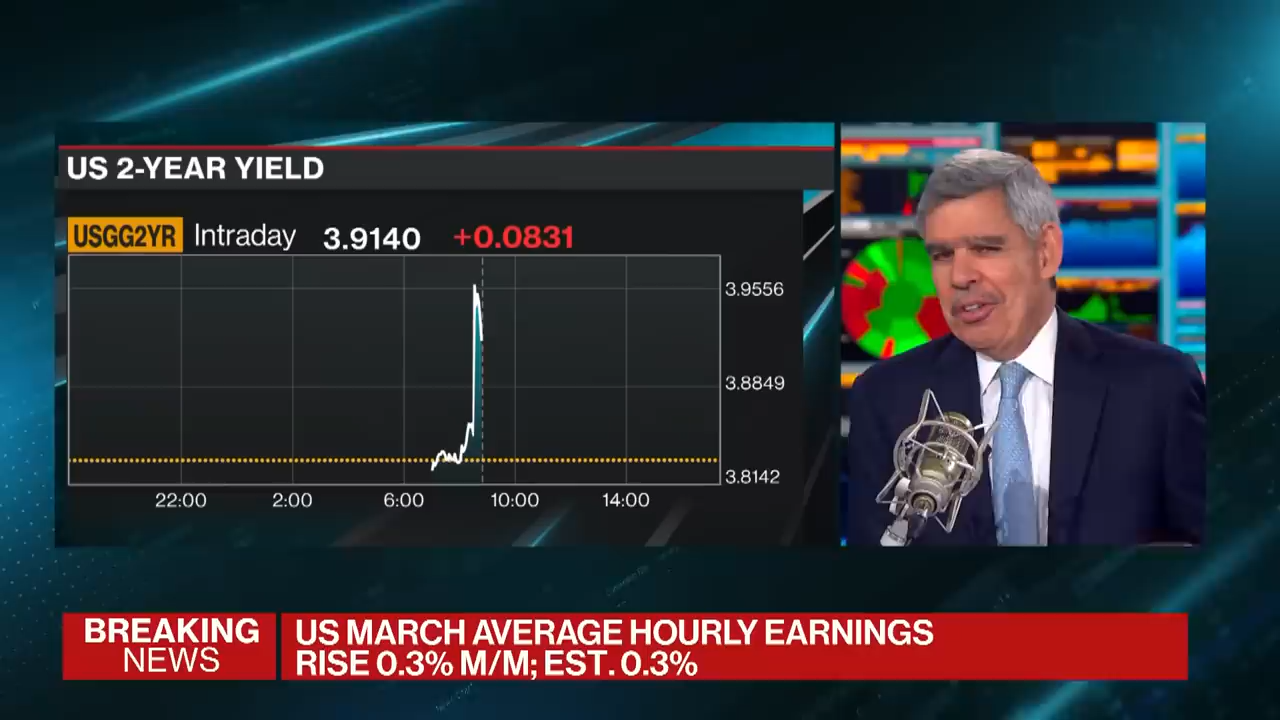 US 2-YEAR YIELD
USGG2YR Intraday 3.9140 +0.0831
3.9556
3.8849
3.8142
22:00 2:00 6:00 10:00 14:00
BREAKING NEWS
US MARCH AVERAGE HOURLY EARNINGS
RISE 0.3% M/M; EST. 0.3%